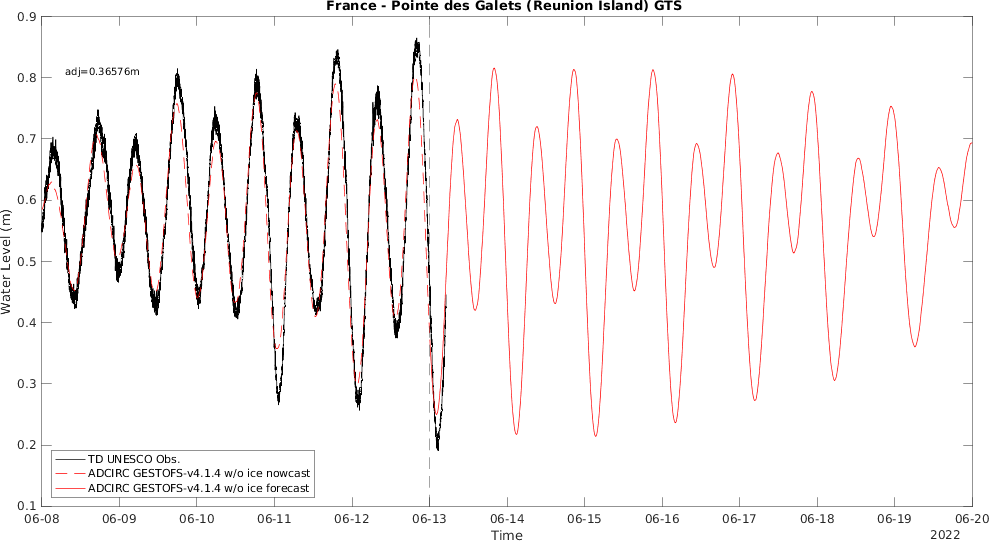 France - Pointe des Galets (Reunion Island) GTS
0.9
0.8
0.7
0.6
0.5
0.4
0.3
0.2
0.1
Water Level (m)
adj=0.36576m
TD UNESCO Obs.
ADCIRC GESTOFS-v4.1.4 w/o ice nowcast
ADCIRC GESTOFS-v4.1.4 w/o ice forecast
06-08 06-09 06-10 06-11 06-12 06-13 06-14 06-15 06-16 06-17 06-18 06-19 06-20
Time
2022